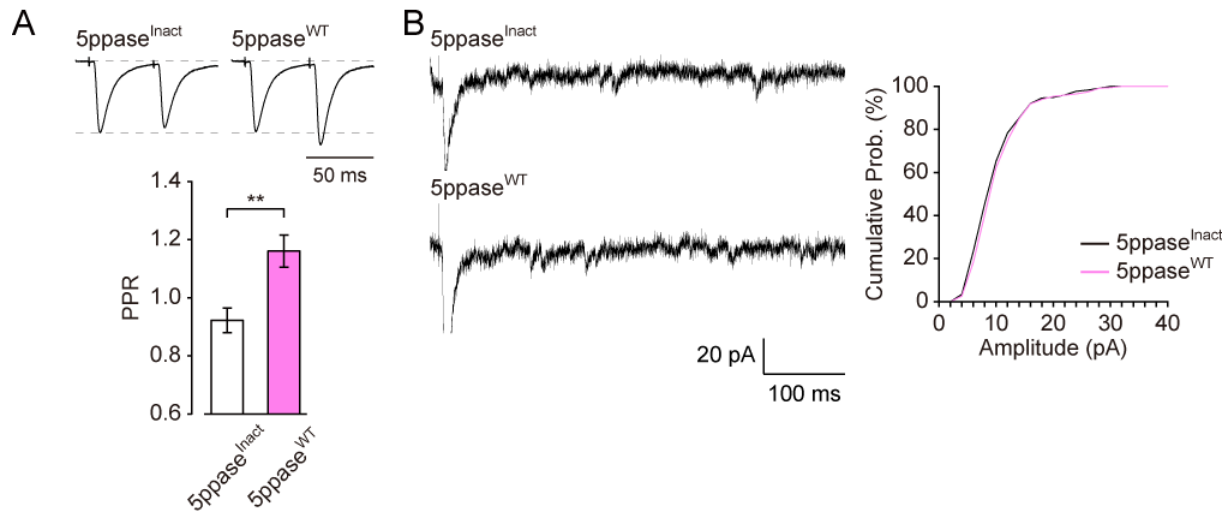 A
5ppase^Inact
5ppase^WT
50 ms
1.4
1.2
1.0
0.8
0.6
PPR
**
5ppase^Inact
5ppase^WT
B
5ppase^Inact
5ppase^WT
20 pA
100 ms
100
80
60
40
20
0
Cumulative Prob. (%)
5ppase^Inact
5ppase^WT
0 10 20 30 40
Amplitude (pA)